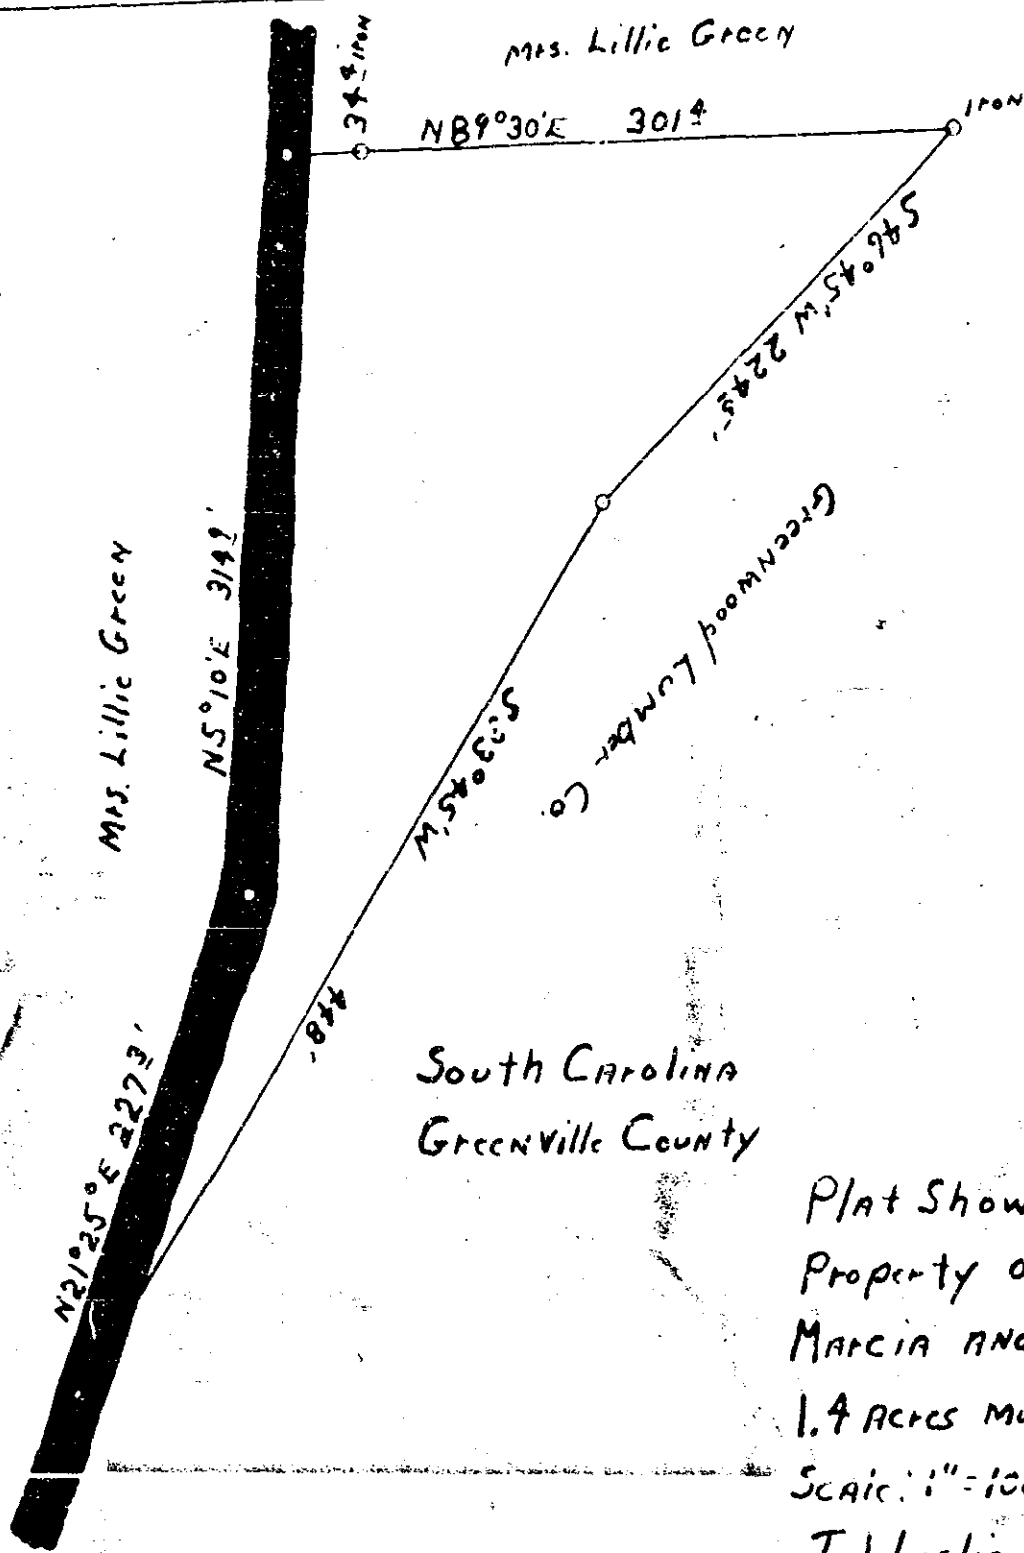 Mrs. Lillie Green
34 4 iron
N89°30'E 301 4
iron
S46°45'W 224 5'
Greenwood Lumber Co.
Mrs. Lillie Green
N5°10'E 314 9'
S33°45'W
448'
N21°25°E 227 3'
South Carolina
Greenville County
Plat Show
Property O
Marcia and
1.4 Acres
Scale: 1"=10